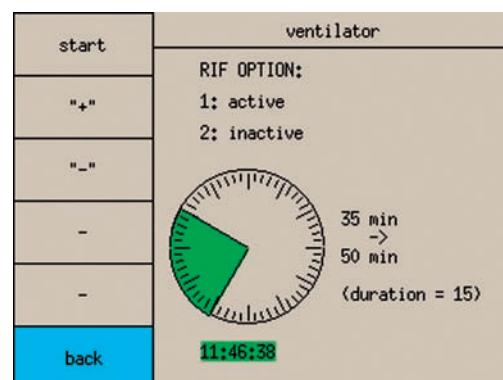 start
"+"
"-"
-
-
back
ventilator
RIF OPTION:
1: active
2: inactive
35 min
->
50 min
(duration = 15)
11:46:38